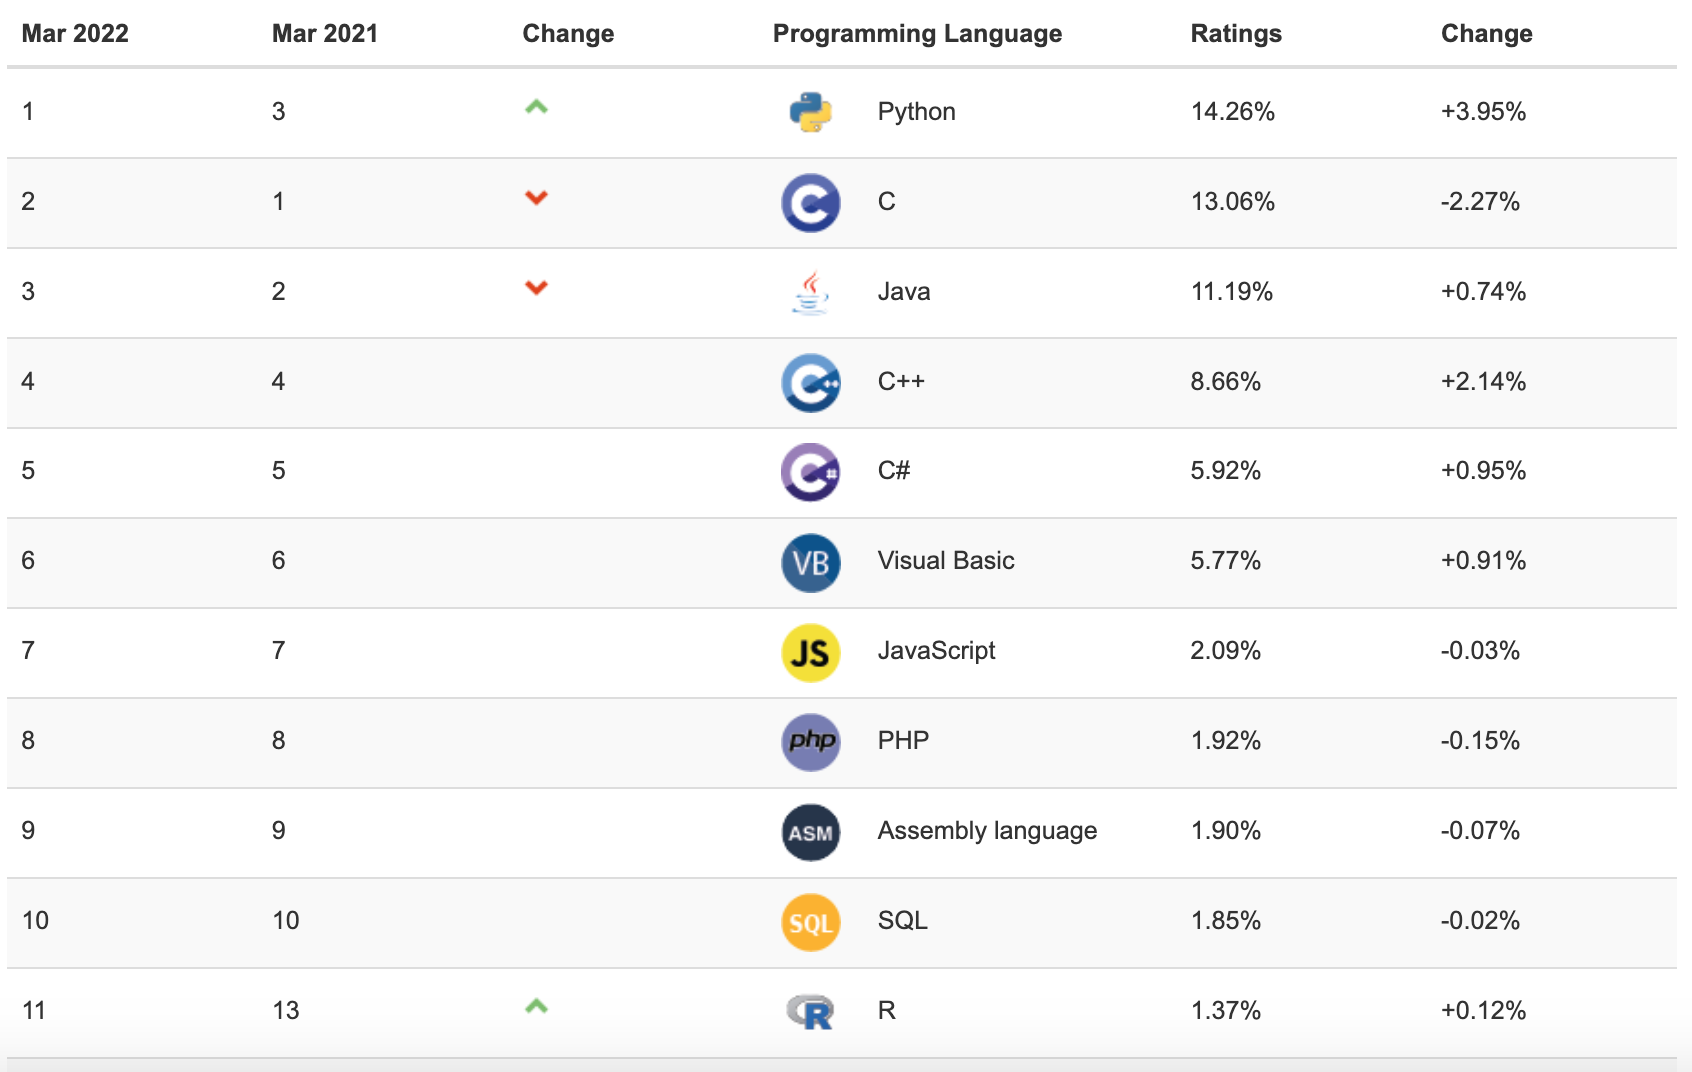 Mar 2022 Mar 2021 Change Programming Language Ratings Change
1 3 Python 14.26% +3.95%
2 1 C C 13.06% -2.27%
3 2 Java 11.19% +0.74%
4 4 C++ C++ 8.66% +2.14%
5 5 C# C# 5.92% +0.95%
6 6 VB Visual Basic 5.77% +0.91%
7 7 JS JavaScript 2.09% -0.03%
8 8 php PHP 1.92% -0.15%
9 9 ASM Assembly language 1.90% -0.07%
10 10 SQL SQL 1.85% -0.02%
11 13 R R 1.37% +0.12%